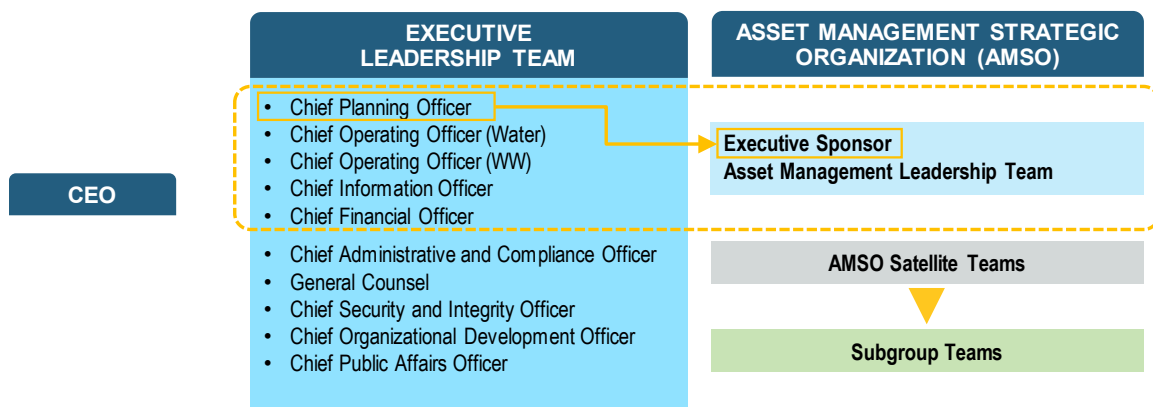 CEO
EXECUTIVE
LEADERSHIP TEAM
• Chief Planning Officer
• Chief Operating Officer (Water)
• Chief Operating Officer (WW)
• Chief Information Officer
• Chief Financial Officer
• Chief Administrative and Compliance Officer
• General Counsel
• Chief Security and Integrity Officer
• Chief Organizational Development Officer
• Chief Public Affairs Officer
ASSET MANAGEMENT STRATEGIC
ORGANIZATION (AMSO)
Executive Sponsor
Asset Management Leadership Team
AMSO Satellite Teams
Subgroup Teams